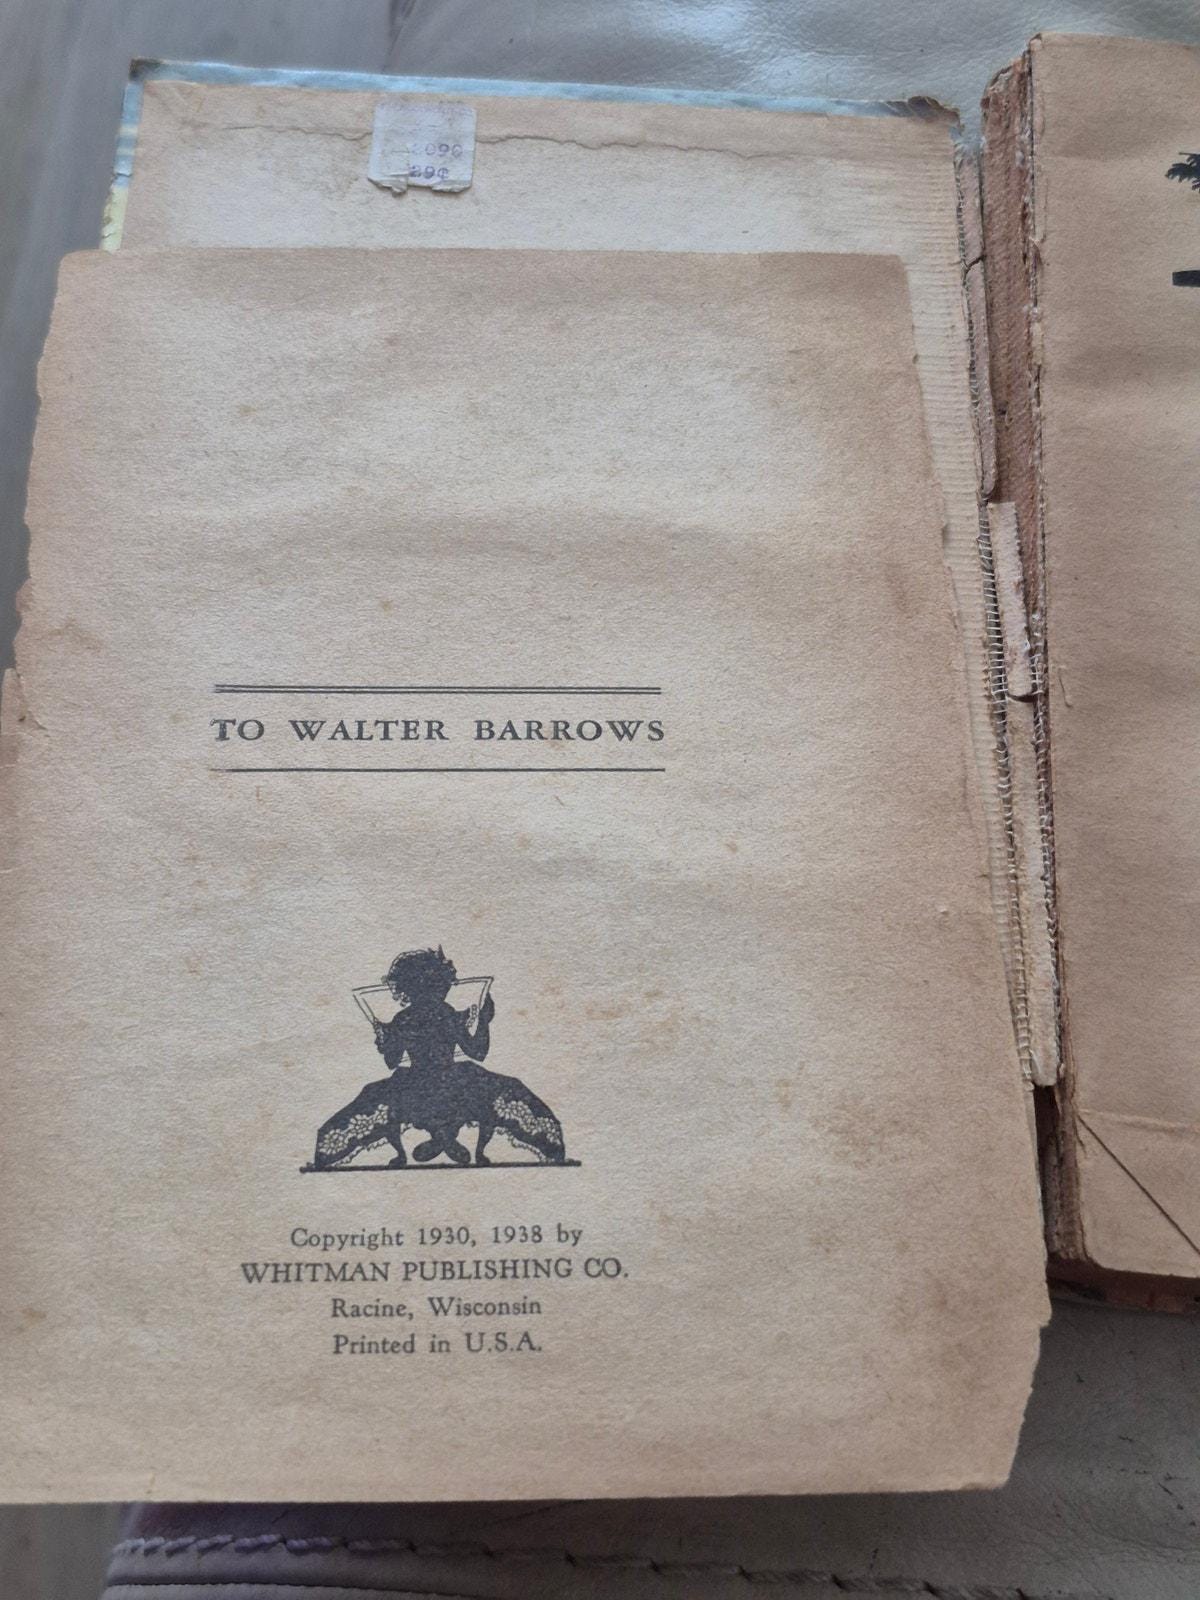 29¢
TO WALTER BARROWS
Copyright 1930, 1938 by
WHITMAN PUBLISHING CO.
Racine, Wisconsin
Printed in U.S.A.